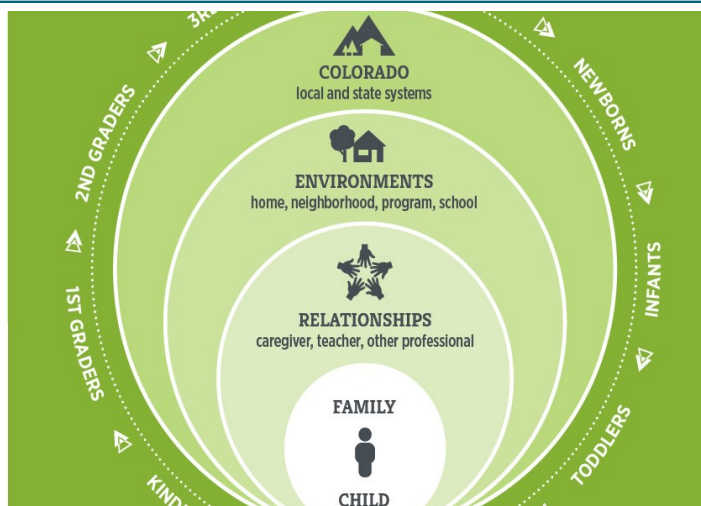 COLORADO
local and state systems
ENVIRONMENTS
home, neighborhood, program, school
RELATIONSHIPS
caregiver, teacher, other professional
FAMILY
CHILD
NEWBORNS
INFANTS
TODDLERS
1ST GRADERS
2ND GRADERS